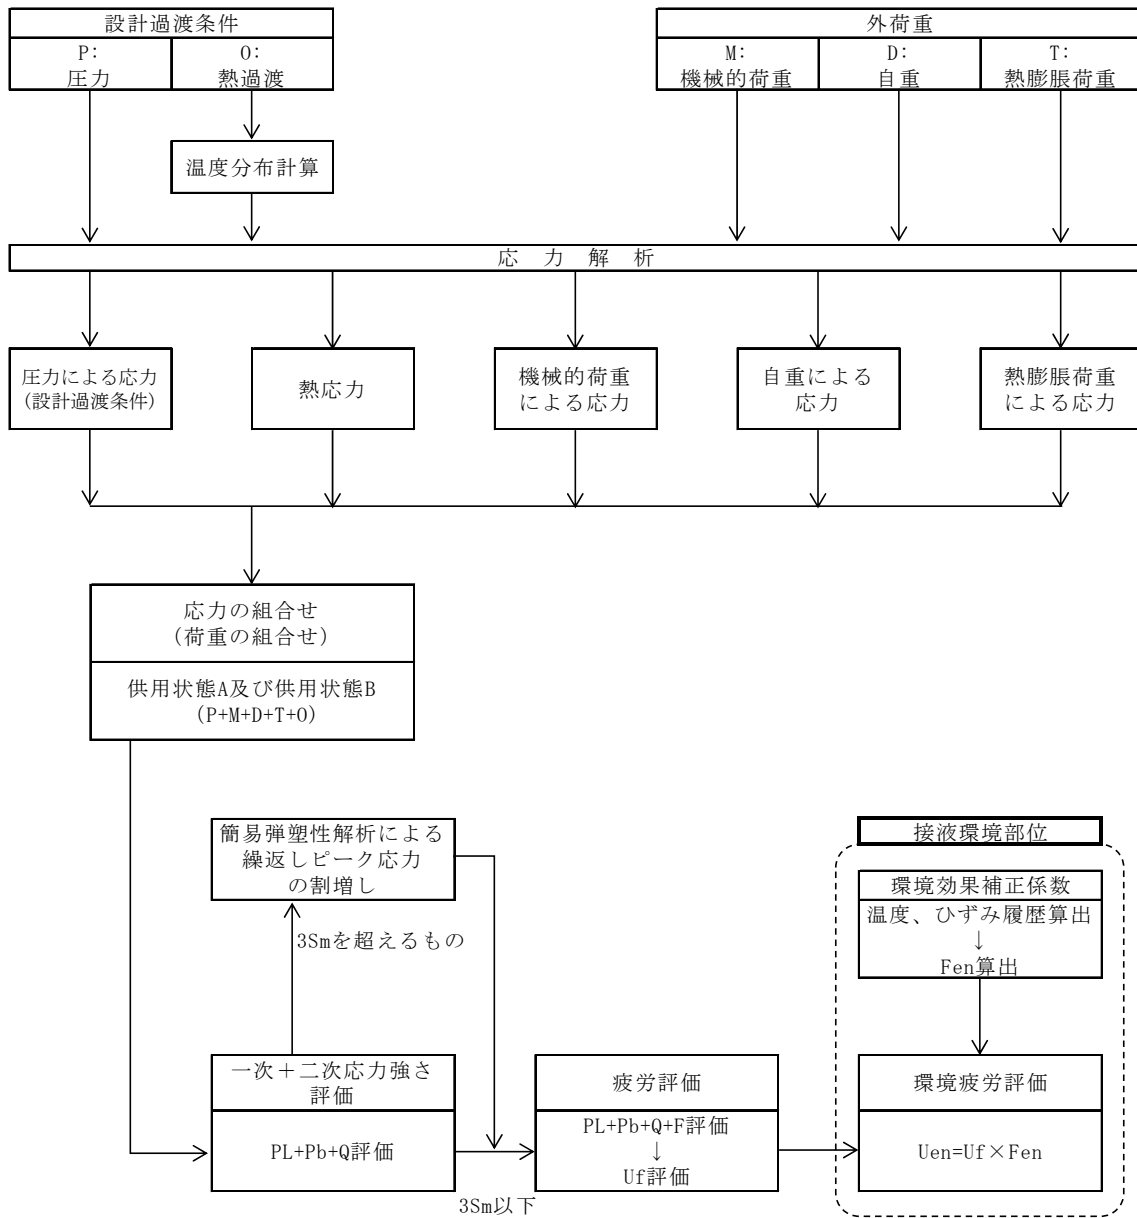 設計過渡条件
P:
圧力
O:
熱過渡
外荷重
M:
機械的荷重
D:
自重
T:
熱膨脹荷重
温度分布計算
応 力 解 析
圧力による応力
(設計過渡条件)
熱応力
機械的荷重
による応力
自重による
応力
熱膨脹荷重
による応力
応力の組合せ
(荷重の組合せ)
供用状態A及び供用状態B
(P+M+D+T+O)
簡易弾塑性解析による
繰返しピーク応力
の割増し
3Smを超えるもの
接液環境部位
環境効果補正係数
温度、ひずみ履歴算出
↓
Fen算出
一次＋二次応力強さ
評価
PL+Pb+Q評価
3Sm以下
疲労評価
PL+Pb+Q+F評価
↓
Uf評価
環境疲労評価
Uen=Uf×Fen